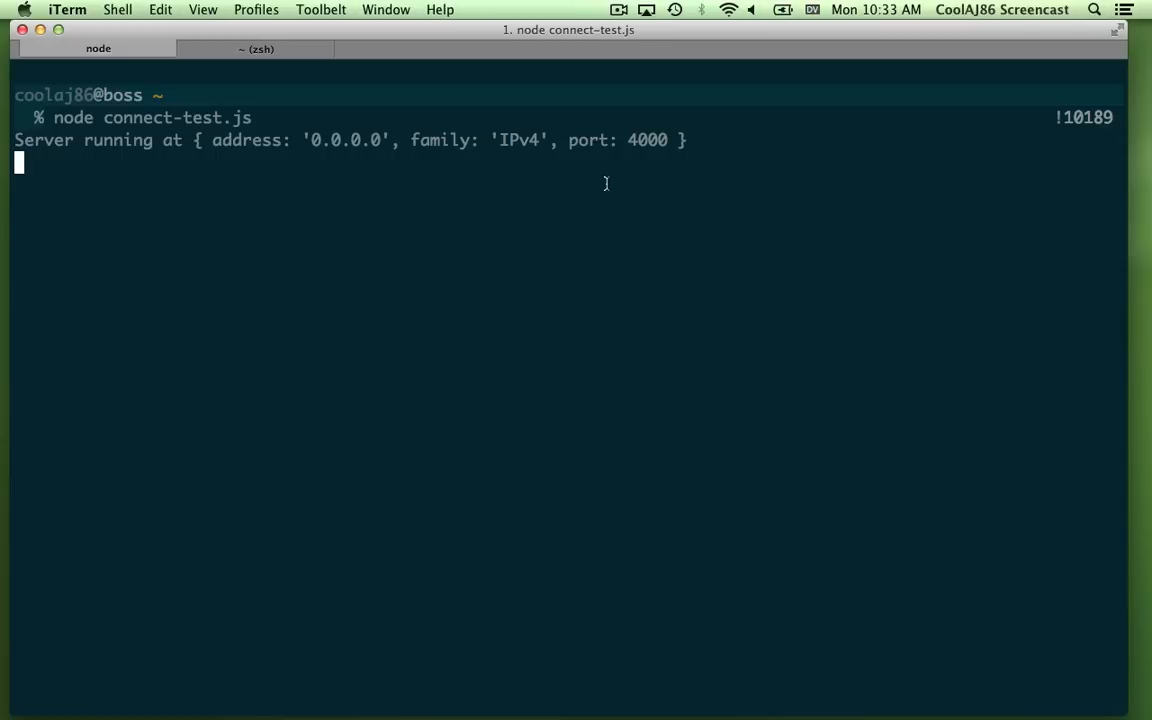 iTerm Shell Edit View Profiles Toolbelt Window Help DV Mon 10:33 AM CoolAJ86 Screencast
1. node connect-test.js
node ~ (zsh)
coolaj86@boss ~
% node connect-test.js !10189
Server running at { address: '0.0.0.0', family: 'IPv4', port: 4000 }